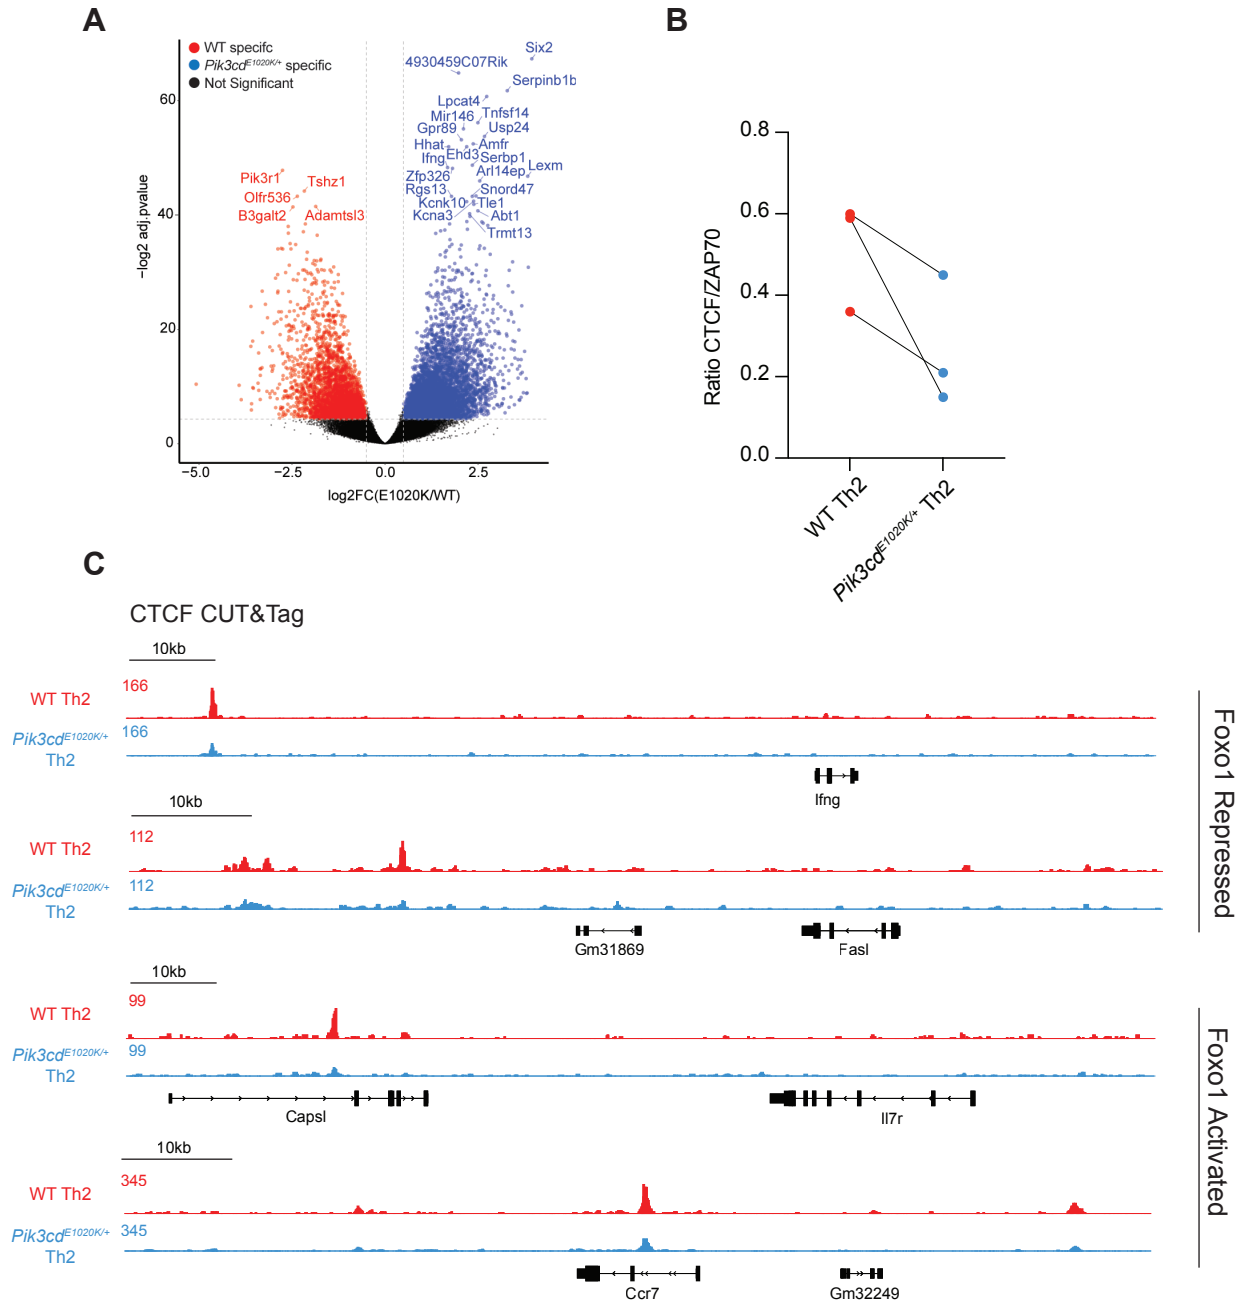 A
WT specifc
Pik3cdE1020K/+ specific
Not Significant
Six2
4930459C07Rik
Serpinb1b
Lpcat4
Mir146
Tnfsf14
Gpr89
Usp24
Hhat
Amfr
Ifng
Ehd3
Serbp1
Lexm
Zfp326
Arl14ep
Rgs13
Snord47
Kcnk10
Tle1
Kcna3
Abt1
Trmt13
Pik3r1
Tshz1
Olfr536
B3galt2
Adamtsl3
60
40
20
0
−log2 adj.pvalue
−5.0
−2.5
0.0
2.5
log2FC(E1020K/WT)
B
0.8
0.6
0.4
0.2
0.0
Ratio CTCF/ZAP70
WT Th2
Pik3cdE1020K/+ Th2
C
CTCF CUT&Tag
10kb
166
WT Th2
166
Pik3cdE1020K/+
Th2
Ifng
10kb
112
WT Th2
112
Pik3cdE1020K/+
Th2
Gm31869
Fasl
Foxo1 Repressed
10kb
99
WT Th2
99
Pik3cdE1020K/+
Th2
Capsl
Il7r
10kb
345
WT Th2
345
Pik3cdE1020K/+
Th2
Ccr7
Gm32249
Foxo1 Activated